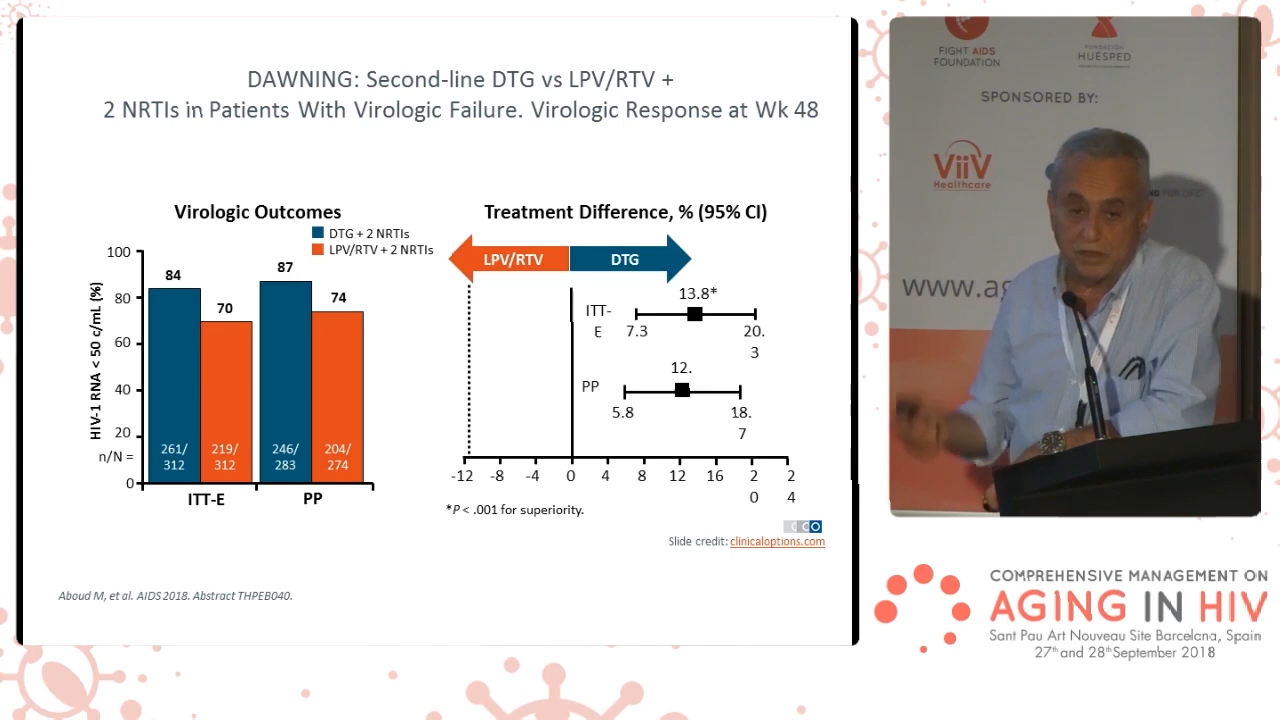 DAWNING: Second-line DTG vs LPV/RTV +
2 NRTIs in Patients With Virologic Failure. Virologic Response at Wk 48
Virologic Outcomes
DTG + 2 NRTIs
LPV/RTV + 2 NRTIs
HIV-1 RNA < 50 c/mL (%)
100
80
60
40
20
0
n/N =
84
70
87
74
261/
312
219/
312
246/
283
204/
274
ITT-E
PP
Treatment Difference, % (95% CI)
LPV/RTV
DTG
ITT-
E
13.8*
7.3
20.
3
PP
12.
5.8
18.
7
-12 -8 -4 0 4 8 12 16 2 2
0 4
*P < .001 for superiority.
CCO
Slide credit: clinicaloptions.com
Aboud M, et al. AIDS 2018. Abstract THPEB040.
FIGHT AIDS
FOUNDATION
FUNDACIÓN
HUÉSPED
SPONSORED BY:
ViiV
Healthcare
FOR LIFE
www.ag
COMPREHENSIVE MANAGEMENT ON
AGING IN HIV
Sant Pau Art Nouveau Site Barcelona, Spain
27th and 28th September 2018